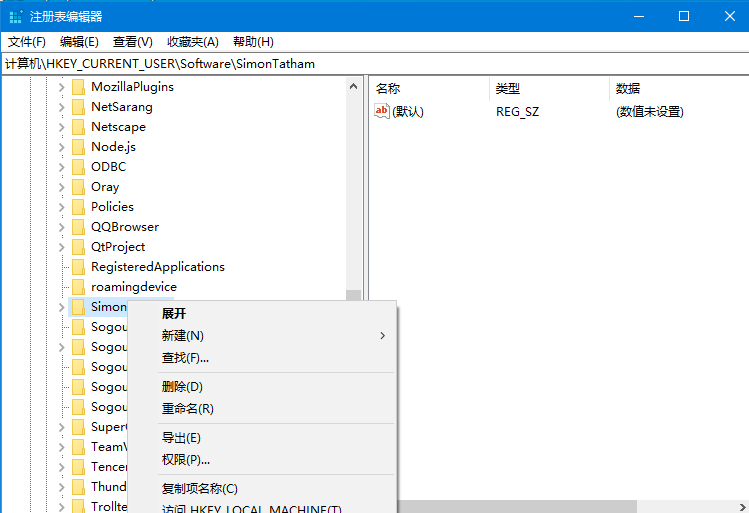 注册表编辑器
文件(F) 编辑(E) 查看(V) 收藏夹(A) 帮助(H)
计算机\HKEY_CURRENT_USER\Software\SimonTatham
MozillaPlugins
NetSarang
Netscape
Node.js
ODBC
Oray
Policies
QQBrowser
QtProject
RegisteredApplications
roamingdevice
Simon
Sogou
Sogou
Sogou
Sogou
Sogou
Super
TeamV
Tencen
Thund
Trollte
名称 类型 数据
ab (默认) REG_SZ (数值未设置)
展开
新建(N)
查找(F)...
删除(D)
重命名(R)
导出(E)
权限(P)...
复制项名称(C)
访问 HKEY_LOCAL_MACHINE(T)